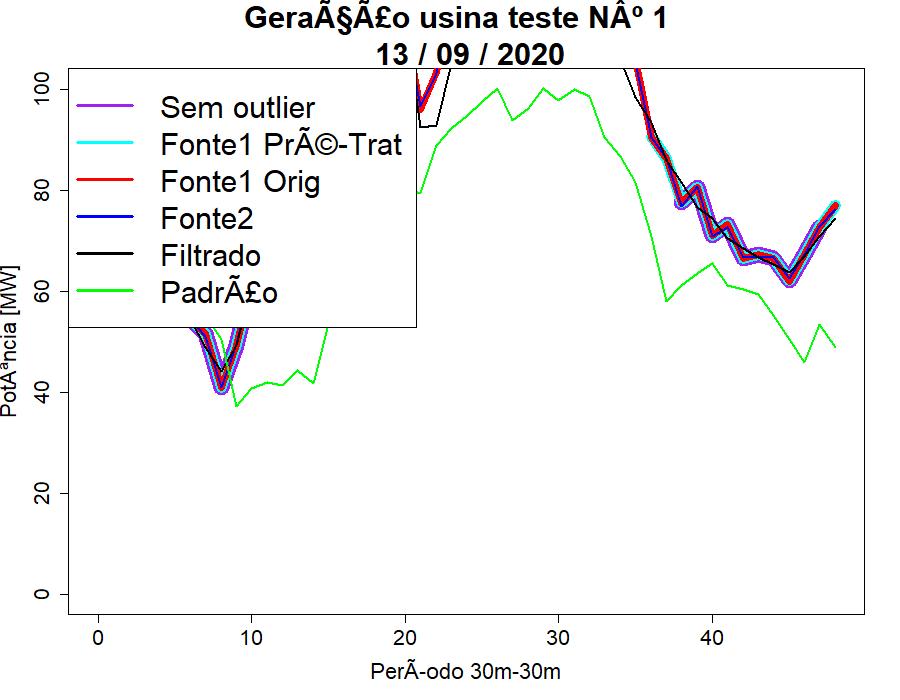 GeraÃ§Ã£o usina teste NÂº 1
13 / 09 / 2020
Sem outlier
Fonte1 PrÃ©-Trat
Fonte1 Orig
Fonte2
Filtrado
PadrÃ£o
PotÃªncia [MW]
100
80
60
40
20
0
0 10 20 30 40
PerÃ-odo 30m-30m